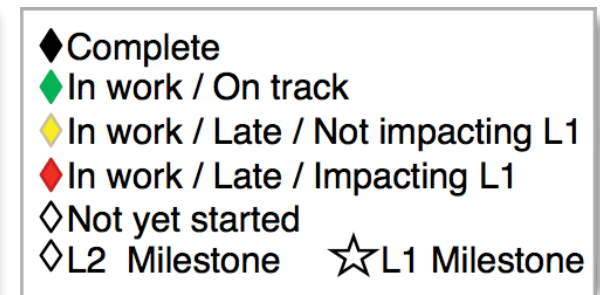 Complete
In work / On track
In work / Late / Not impacting L1
In work / Late / Impacting L1
Not yet started
L2 Milestone L1 Milestone